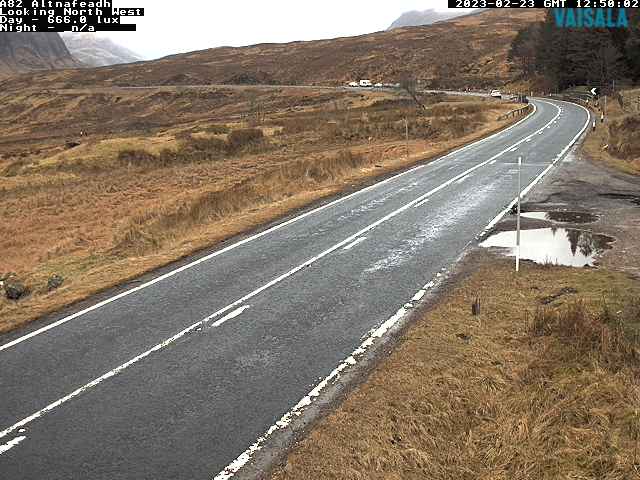 A82 Altnafeadh
Looking North West
Day - 666.0 lux
Night - n/a
2023-02-23 GMT 12:50:02
VAISALA